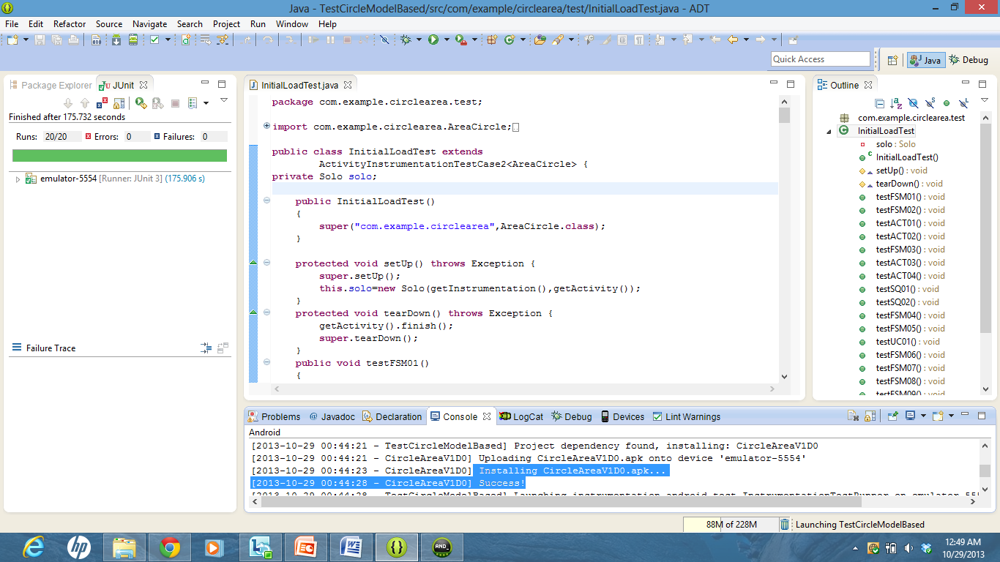 Java - TestCircleModelBased/src/com/example/circlearea/test/InitialLoadTest.java - ADT
File Edit Refactor Source Navigate Search Project Run Window Help
Quick Access
Java
Debug
Package Explorer
JUnit
Finished after 175.732 seconds
Runs: 20/20 Errors: 0 Failures: 0
emulator-5554 [Runner: JUnit 3] (175.906 s)
Failure Trace
InitialLoadTest.java
package com.example.circlearea.test;
import com.example.circlearea.AreaCircle;
public class InitialLoadTest extends
ActivityInstrumentationTestCase2<AreaCircle> {
private Solo solo;
public InitialLoadTest()
{
super("com.example.circlearea",AreaCircle.class);
}
protected void setUp() throws Exception {
super.setUp();
this.solo=new Solo(getInstrumentation(),getActivity());
}
protected void tearDown() throws Exception {
getActivity().finish();
super.tearDown();
}
public void testFSM01()
{
Outline
com.example.circlearea.test
InitialLoadTest
solo : Solo
InitialLoadTest()
setUp() : void
tearDown() : void
testFSM01() : void
testFSM02() : void
testACT01() : void
testACT02() : void
testFSM03() : void
testACT03() : void
testACT04() : void
testSQ01() : void
testSQ02() : void
testFSM04() : void
testFSM05() : void
testUC01() : void
testFSM06() : void
testFSM07() : void
testFSM08() : void
testFSM09() : void
Problems @ Javadoc Declaration Console LogCat Debug Devices Lint Warnings
Android
[2013-10-29 00:44:21 - TestCircleModelBased] Project dependency found, installing: CircleAreaV1D0
[2013-10-29 00:44:21 - CircleAreaV1D0] Uploading CircleAreaV1D0.apk onto device 'emulator-5554'
[2013-10-29 00:44:23 - CircleAreaV1D0] Installing CircleAreaV1D0.apk...
[2013-10-29 00:44:28 - CircleAreaV1D0] Success!
[2013-10-29 00:44:28 - TestCircleModelBased] Launching instrumentation android.test.InstrumentationTestRunner on emulator-55
88M of 228M
Launching TestCircleModelBased
hp
AND_
12:49 AM
10/29/2013